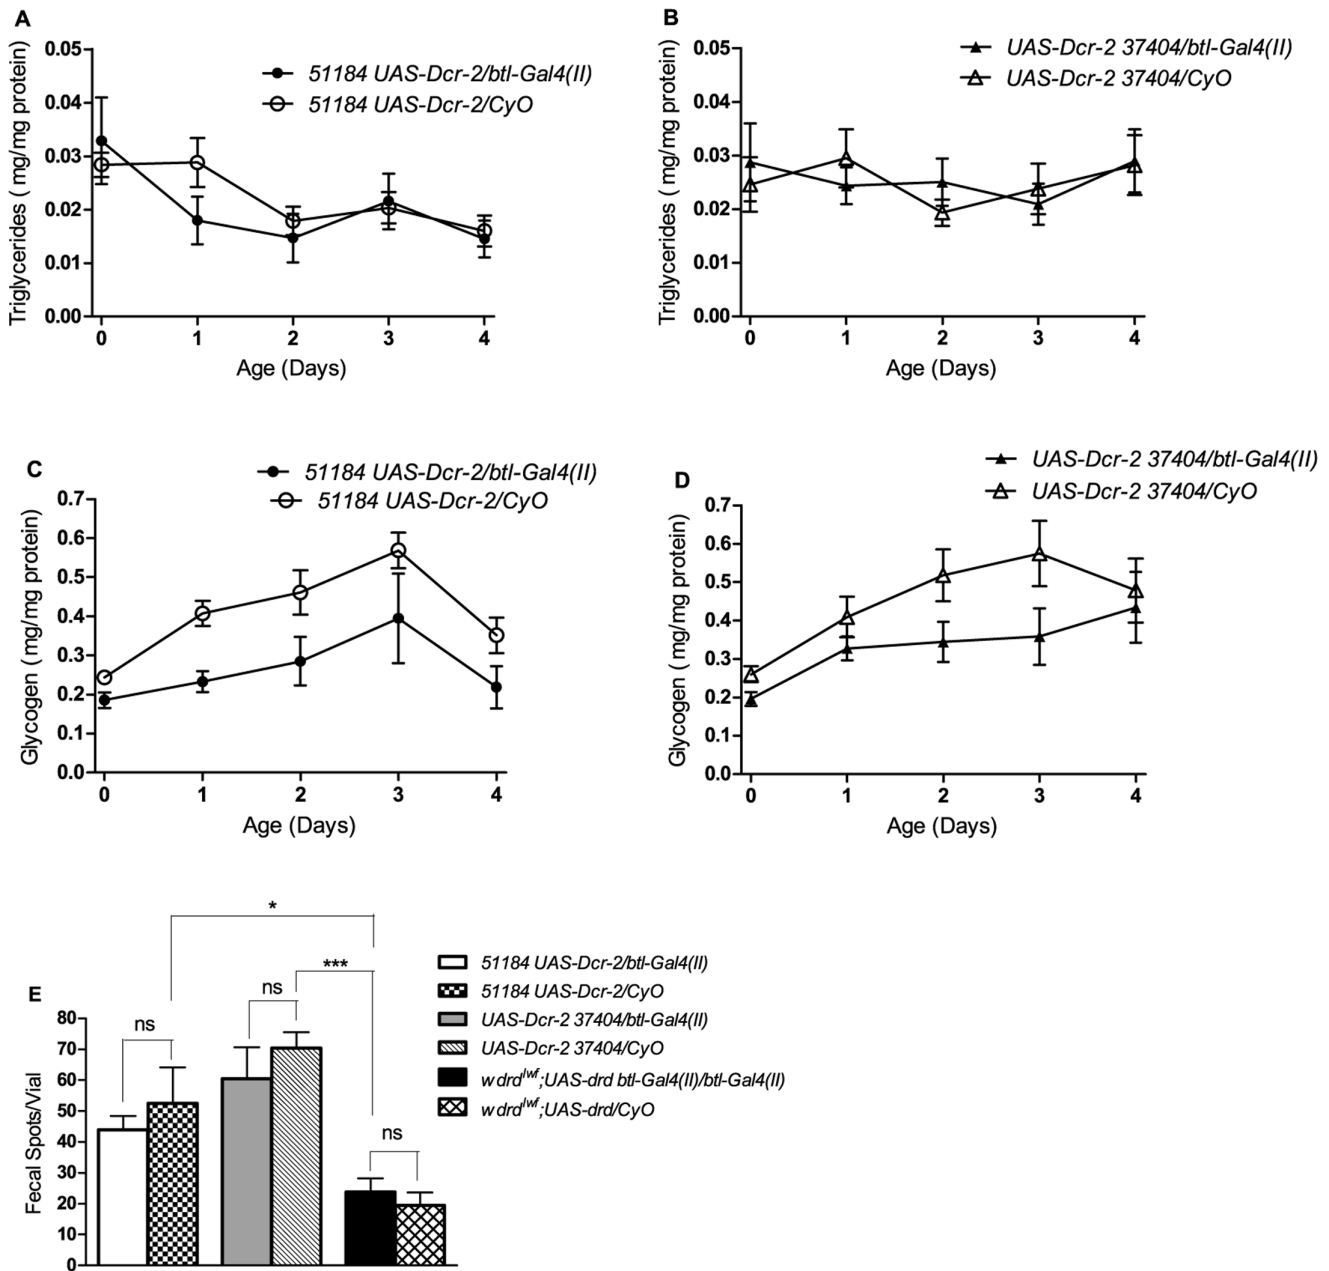 A
51184 UAS-Dcr-2/btl-Gal4(II)
51184 UAS-Dcr-2/CyO
Triglycerides ( mg/mg protein)
0.05
0.04
0.03
0.02
0.01
0.00
0 1 2 3 4
Age (Days)
B
UAS-Dcr-2 37404/btl-Gal4(II)
UAS-Dcr-2 37404/CyO
Triglycerides ( mg/mg protein)
0.05
0.04
0.03
0.02
0.01
0.00
0 1 2 3 4
Age (Days)
C
51184 UAS-Dcr-2/btl-Gal4(II)
51184 UAS-Dcr-2/CyO
Glycogen ( mg/mg protein)
0.7
0.6
0.5
0.4
0.3
0.2
0.1
0.0
0 1 2 3 4
Age (Days)
D
UAS-Dcr-2 37404/btl-Gal4(II)
UAS-Dcr-2 37404/CyO
Glycogen ( mg/mg protein)
0.7
0.6
0.5
0.4
0.3
0.2
0.1
0.0
0 1 2 3 4
Age (Days)
E
*
***
ns
ns
ns
Fecal Spots/Vial
80
70
60
50
40
30
20
10
0
51184 UAS-Dcr-2/btl-Gal4(II)
51184 UAS-Dcr-2/CyO
UAS-Dcr-2 37404/btl-Gal4(II)
UAS-Dcr-2 37404/CyO
w drd^lwf;UAS-drd btl-Gal4(II)/btl-Gal4(II)
w drd^lwf;UAS-drd/CyO